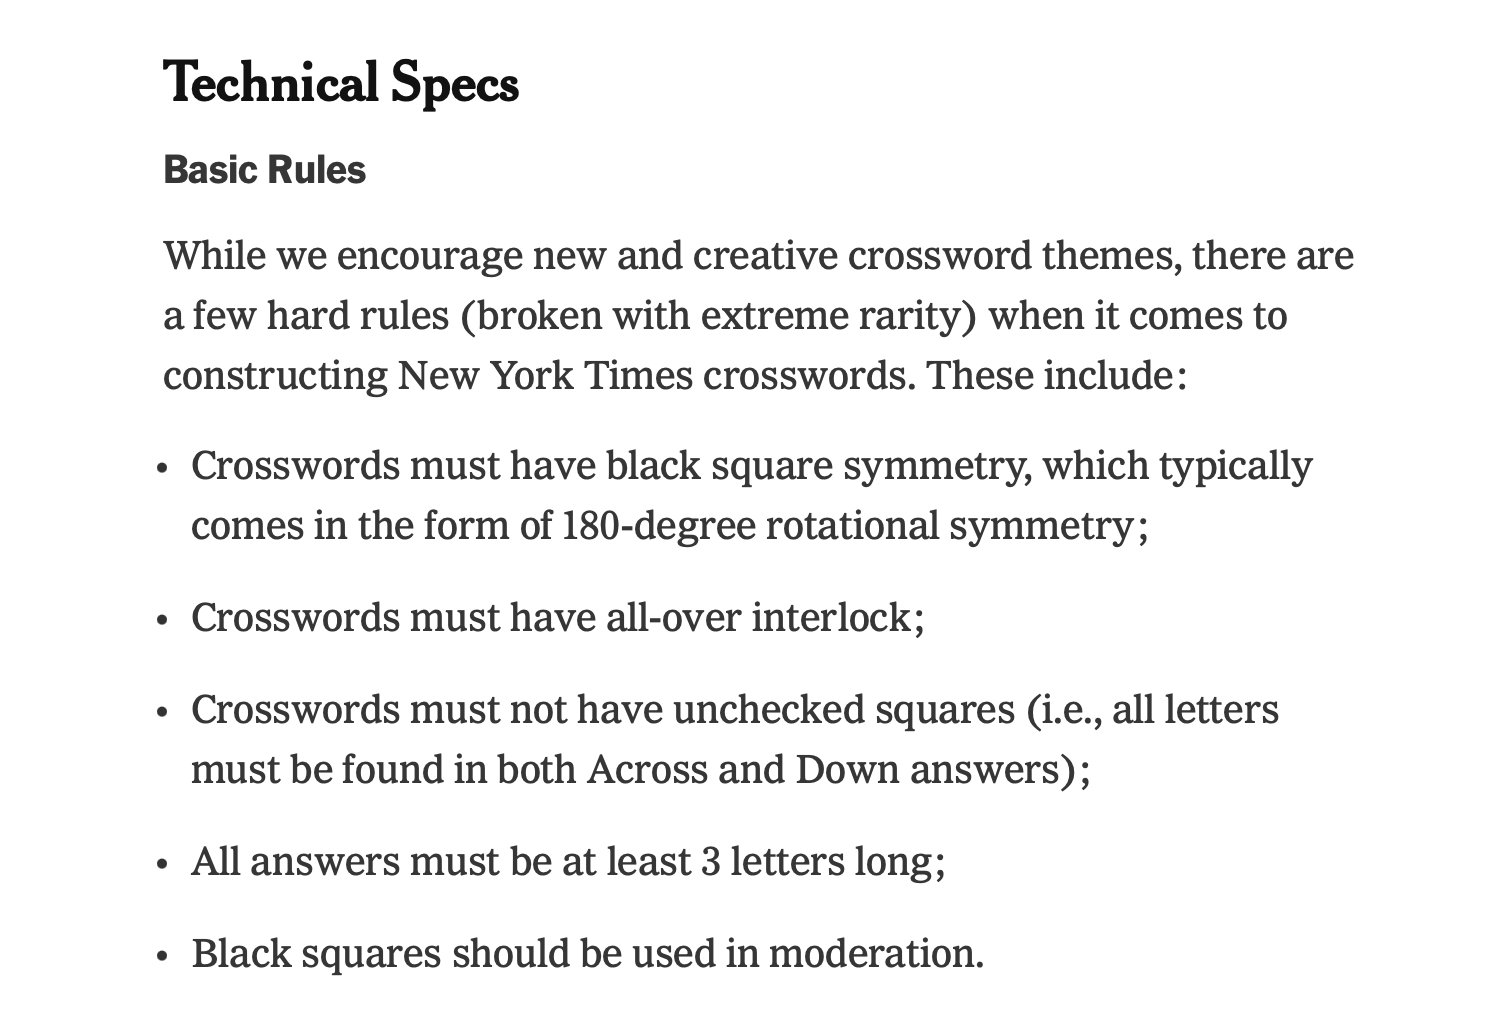 Technical Specs
Basic Rules
While we encourage new and creative crossword themes, there are
a few hard rules (broken with extreme rarity) when it comes to
constructing New York Times crosswords. These include:
• Crosswords must have black square symmetry, which typically
comes in the form of 180-degree rotational symmetry;
• Crosswords must have all-over interlock;
• Crosswords must not have unchecked squares (i.e., all letters
must be found in both Across and Down answers);
• All answers must be at least 3 letters long;
• Black squares should be used in moderation.